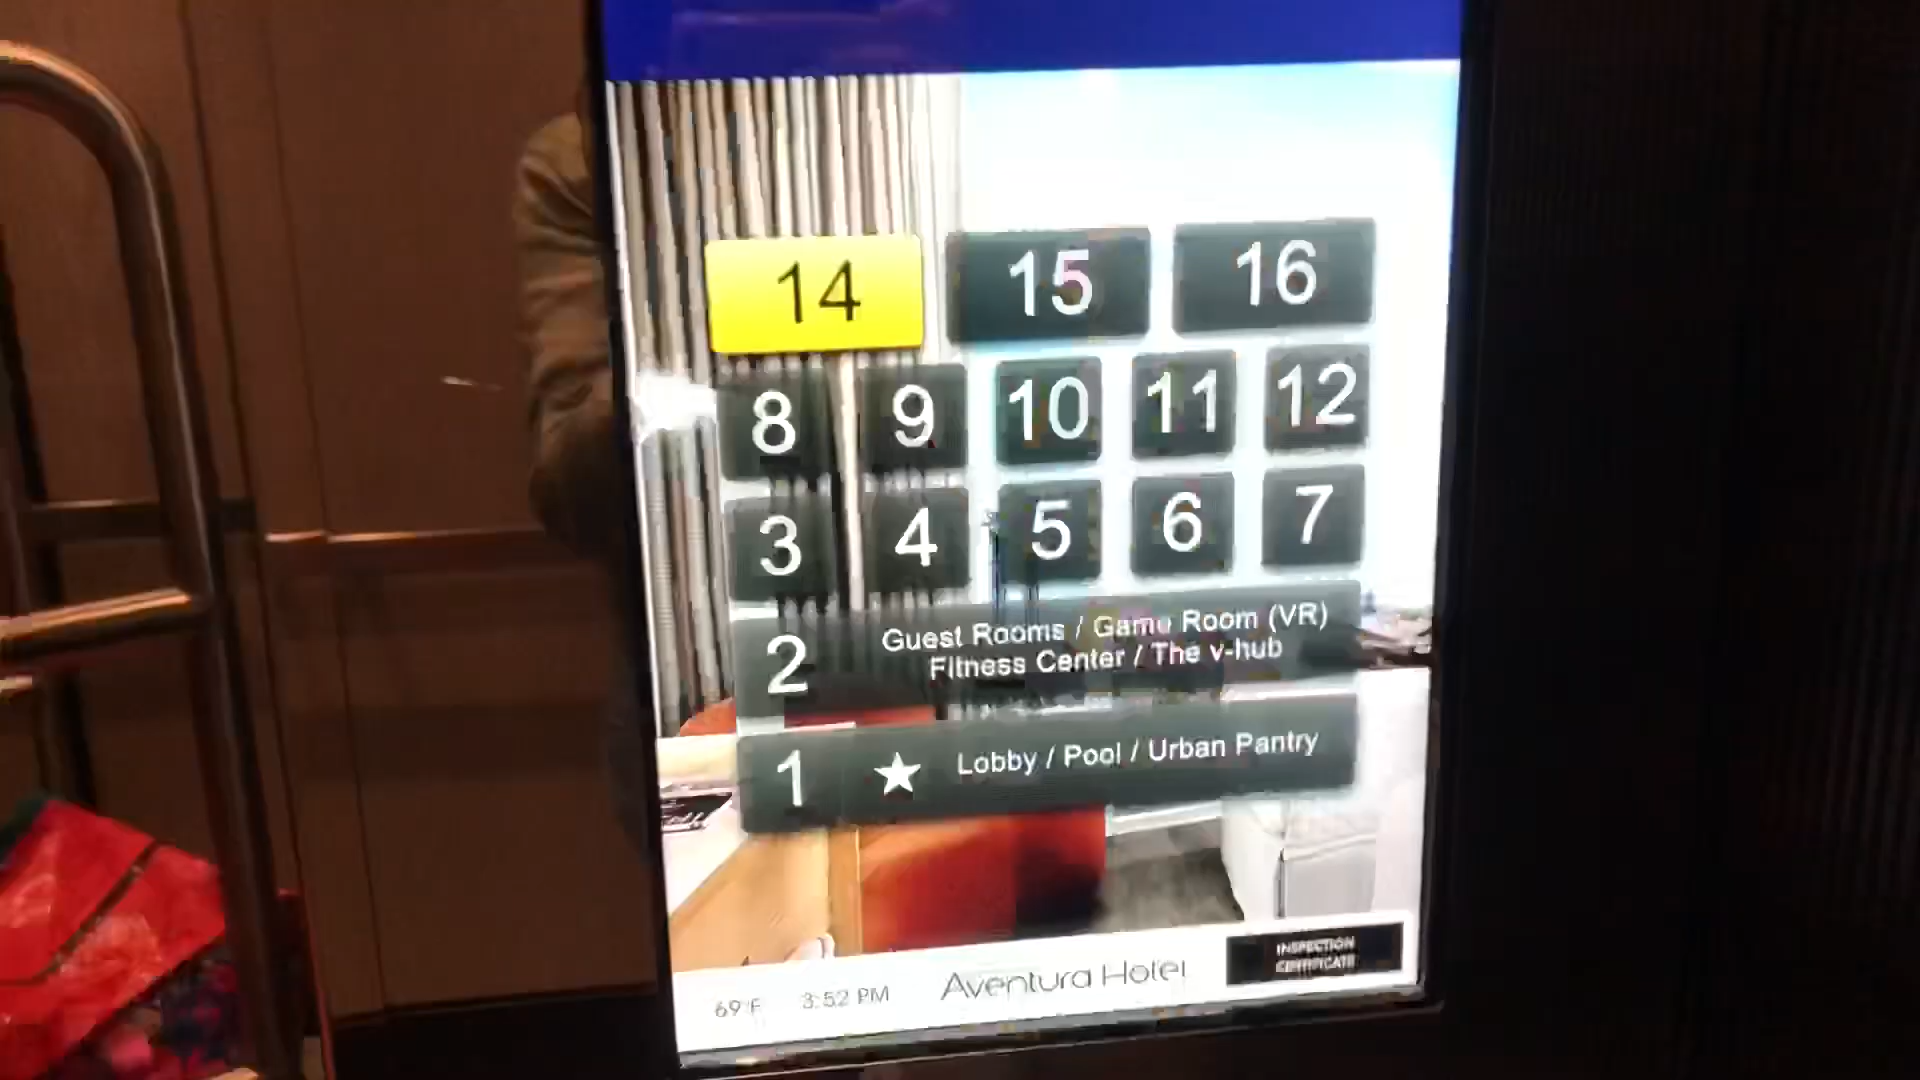 14 15 16
8 9 10 11 12
3 4 5 6 7
2 Guest Rooms / Game Room (VR)
Fitness Center / The v-hub
1 ★ Lobby / Pool / Urban Pantry
69°F 3:52 PM Aventura Hotel
INSPECTION
CERTIFICATE